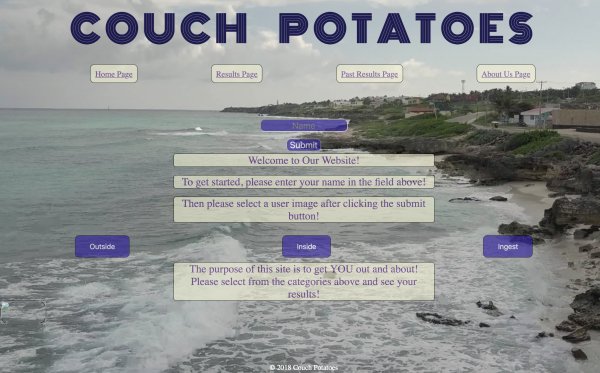 COUCH POTATOES
Home Page
Results Page
Past Results Page
About Us Page
Name
Submit
Welcome to Our Website!
To get started, please enter your name in the field above!
Then please select a user image after clicking the submit
button!
Outside
Inside
Ingest
The purpose of this site is to get YOU out and about!
Please select from the categories above and see your
results!
© 2018 Couch Potatoes